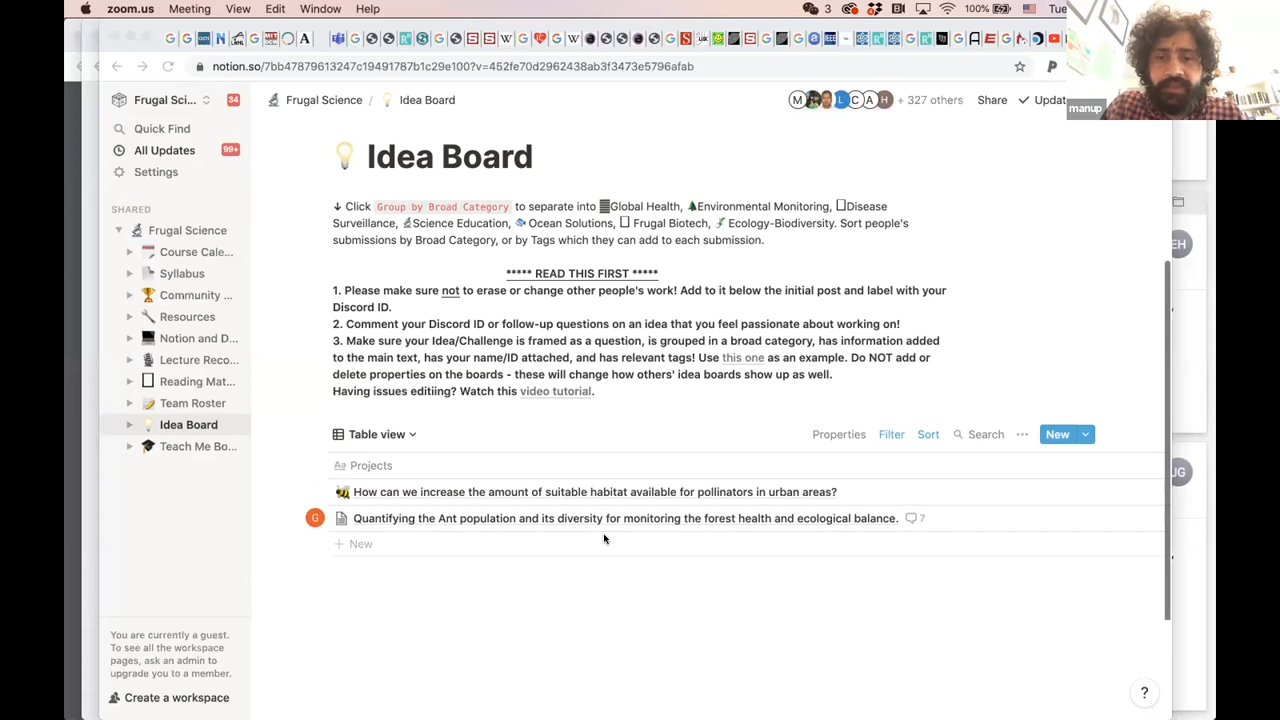 zoom.us Meeting View Edit Window Help 3 100% Tue
notion.so/7bb47879613247c19491787b1c29e100?v=452fe70d2962438ab3f3473e5796afab
manup
Frugal Sci... 34
Frugal Science / Idea Board
M L C A H + 327 others Share Updat
Quick Find
All Updates 99+
Settings
SHARED
Frugal Science
Course Cale...
Syllabus
Community ...
Resources
Notion and D...
Lecture Reco...
Reading Mat...
Team Roster
Idea Board
Teach Me Bo...
You are currently a guest.
To see all the workspace
pages, ask an admin to
upgrade you to a member.
Create a workspace
Idea Board
↓ Click Group by Broad Category to separate into Global Health, Environmental Monitoring, Disease
Surveillance, Science Education, Ocean Solutions, Frugal Biotech, Ecology-Biodiversity. Sort people's
submissions by Broad Category, or by Tags which they can add to each submission.
***** READ THIS FIRST *****
1. Please make sure not to erase or change other people's work! Add to it below the initial post and label with your
Discord ID.
2. Comment your Discord ID or follow-up questions on an idea that you feel passionate about working on!
3. Make sure your Idea/Challenge is framed as a question, is grouped in a broad category, has information added
to the main text, has your name/ID attached, and has relevant tags! Use this one as an example. Do NOT add or
delete properties on the boards - these will change how others' idea boards show up as well.
Having issues editiing? Watch this video tutorial.
Table view Properties Filter Sort Search ... New
Aa Projects
How can we increase the amount of suitable habitat available for pollinators in urban areas?
G Quantifying the Ant population and its diversity for monitoring the forest health and ecological balance. 7
+ New
?
EH
JG